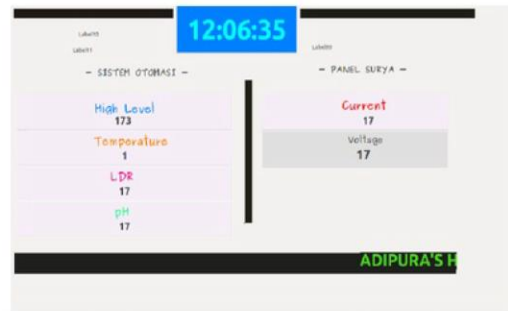 12:06:35
Label10
Label11
Label09
- SISTEM OTOMASI -
- PANEL SURYA -
High Level
173
Temperature
1
LDR
17
pH
17
Current
17
Voltage
17
ADIPURA'S H